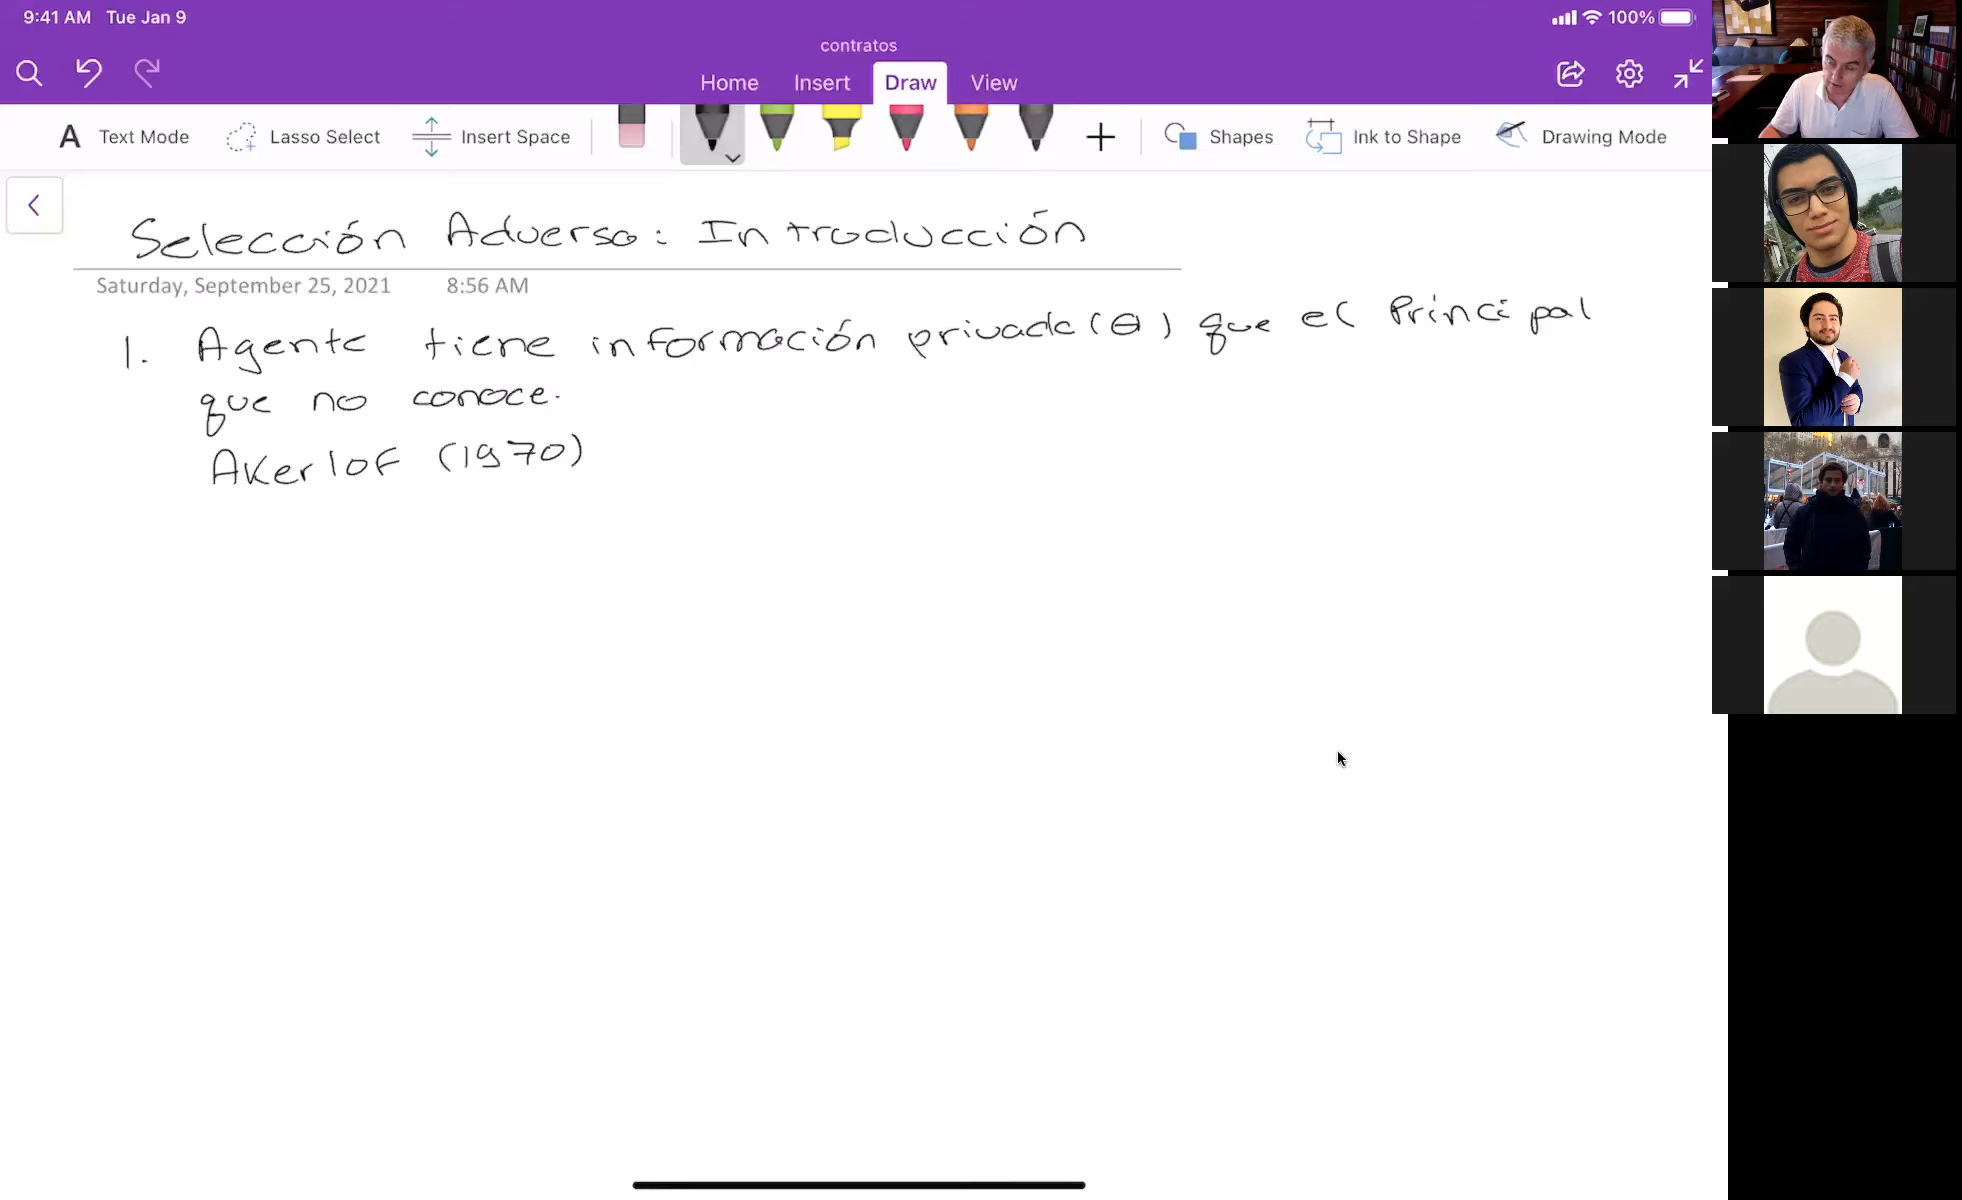 9:41 AM Tue Jan 9
100%
contratos
Home Insert Draw View
A Text Mode Lasso Select Insert Space Shapes Ink to Shape Drawing Mode
Selección Adversa: Introducción
Saturday, September 25, 2021 8:56 AM
1. Agente tiene información privada (θ) que el Principal
que no conoce.
Akerlof (1970)